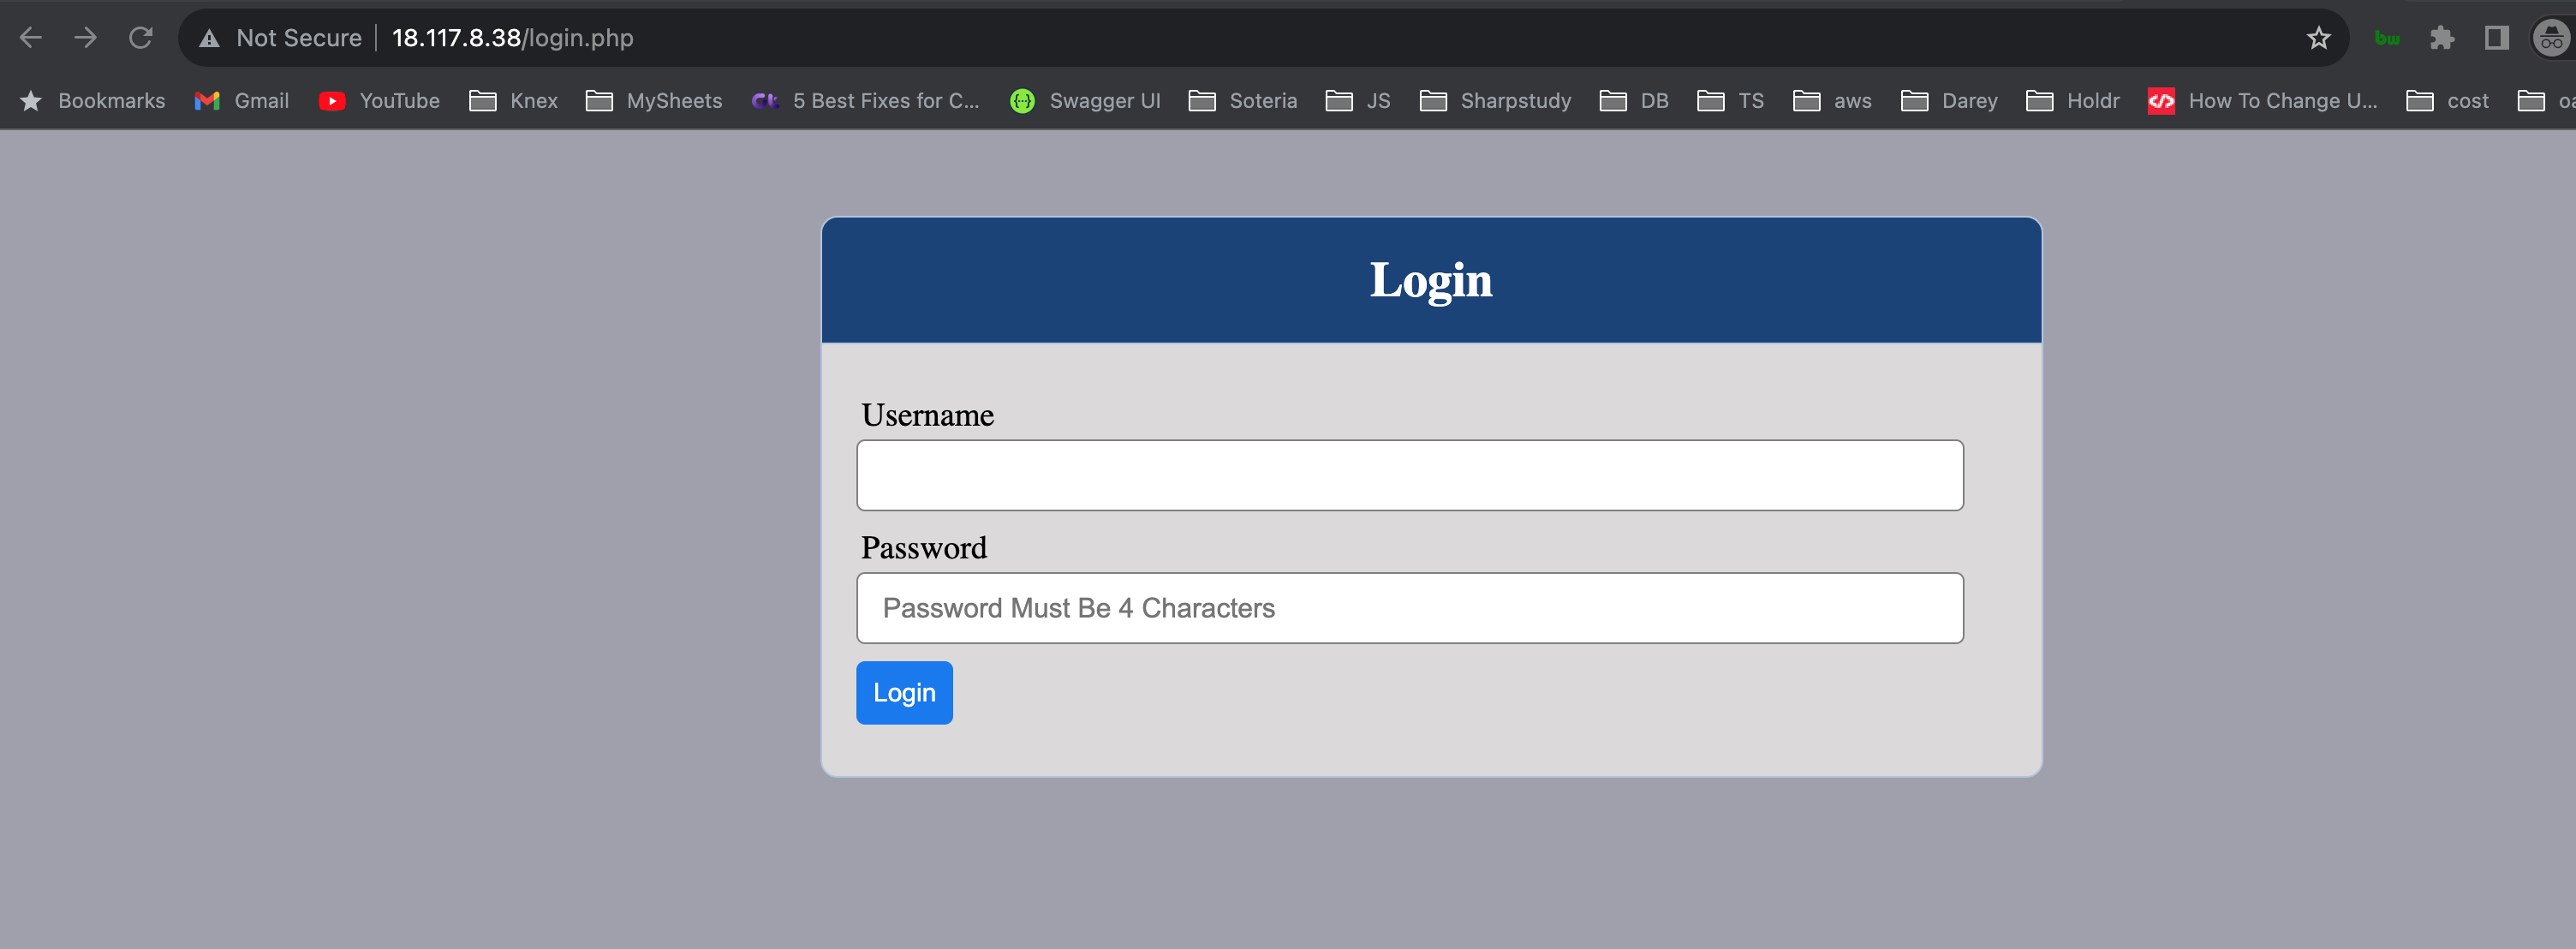 Not Secure | 18.117.8.38/login.php bw
Bookmarks Gmail YouTube Knex MySheets 5 Best Fixes for C... Swagger UI Soteria JS Sharpstudy DB TS aws Darey Holdr How To Change U... cost
Login
Username
Password
Password Must Be 4 Characters
Login